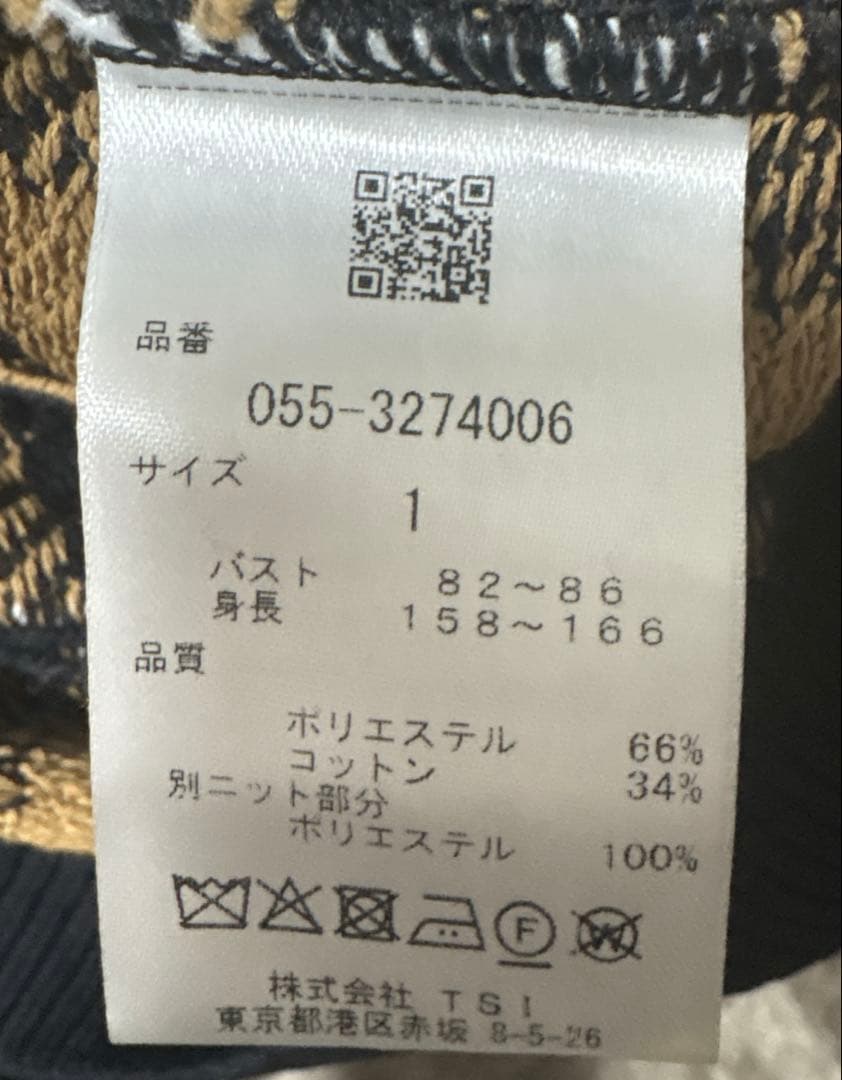 品番
055-3274006
サイズ
1
バスト 82～86
身長 158～166
品質
ポリエステル 66%
コットン 34%
別ニット部分
ポリエステル 100%
F W
株式会社 TSI
東京都港区赤坂 8-5-26